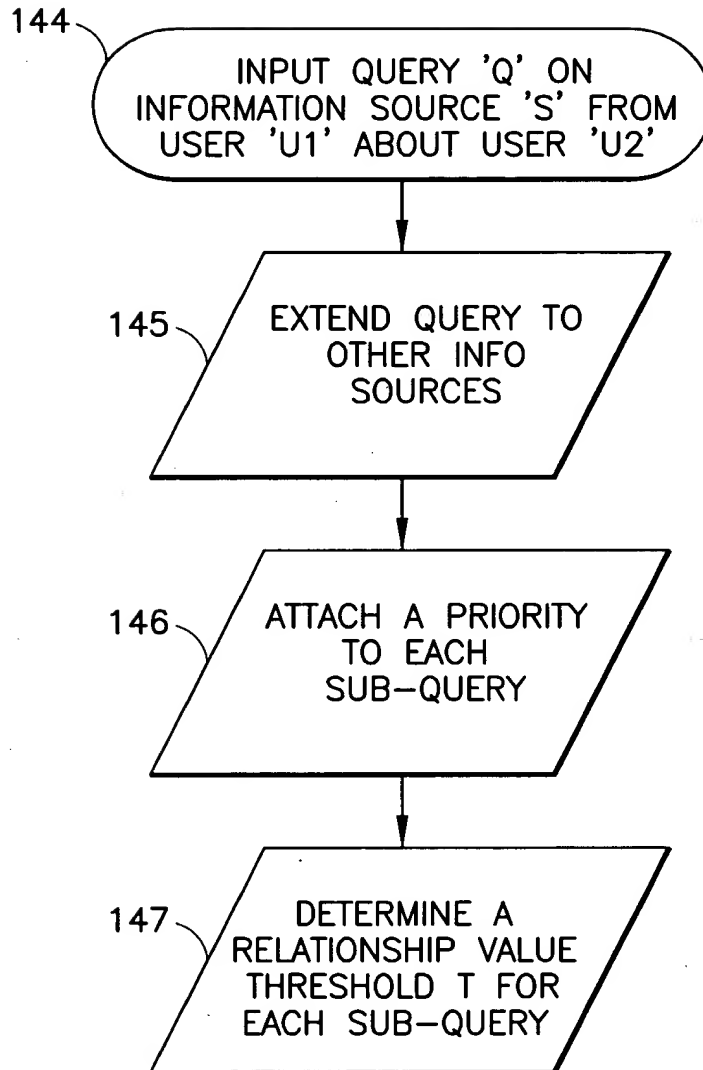 144
INPUT QUERY 'Q' ON
INFORMATION SOURCE 'S' FROM
USER 'U1' ABOUT USER 'U2'
145
EXTEND QUERY TO
OTHER INFO
SOURCES
146
ATTACH A PRIORITY
TO EACH
SUB-QUERY
147
DETERMINE A
RELATIONSHIP VALUE
THRESHOLD T FOR
EACH SUB-QUERY